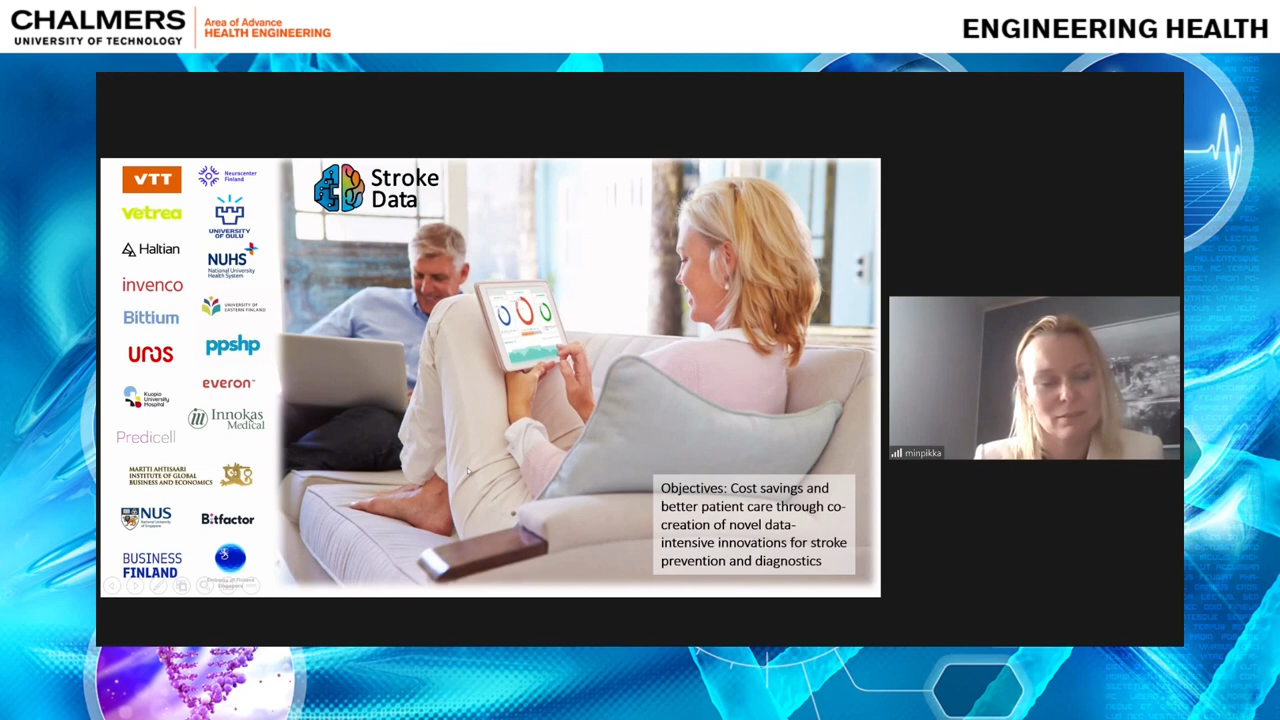 CHALMERS
UNIVERSITY OF TECHNOLOGY
Area of Advance
HEALTH ENGINEERING
ENGINEERING HEALTH
Stroke
Data
VTT
Neurocenter
Finland
vetrea
UNIVERSITY
OF OULU
Haltian
NUHS
National University
Health System
invenco
UNIVERSITY OF
EASTERN FINLAND
Bittium
ppshp
UROS
everon
Kuopio
University
Hospital
Innokas
Medical
Predicell
MARTTI AHTISAARI
INSTITUTE OF GLOBAL
BUSINESS AND ECONOMICS
NUS
National University
of Singapore
Bitfactor
BUSINESS
FINLAND
Embassy of Finland
Singapore
Objectives: Cost savings and
better patient care through co-
creation of novel data-
intensive innovations for stroke
prevention and diagnostics
minpikka